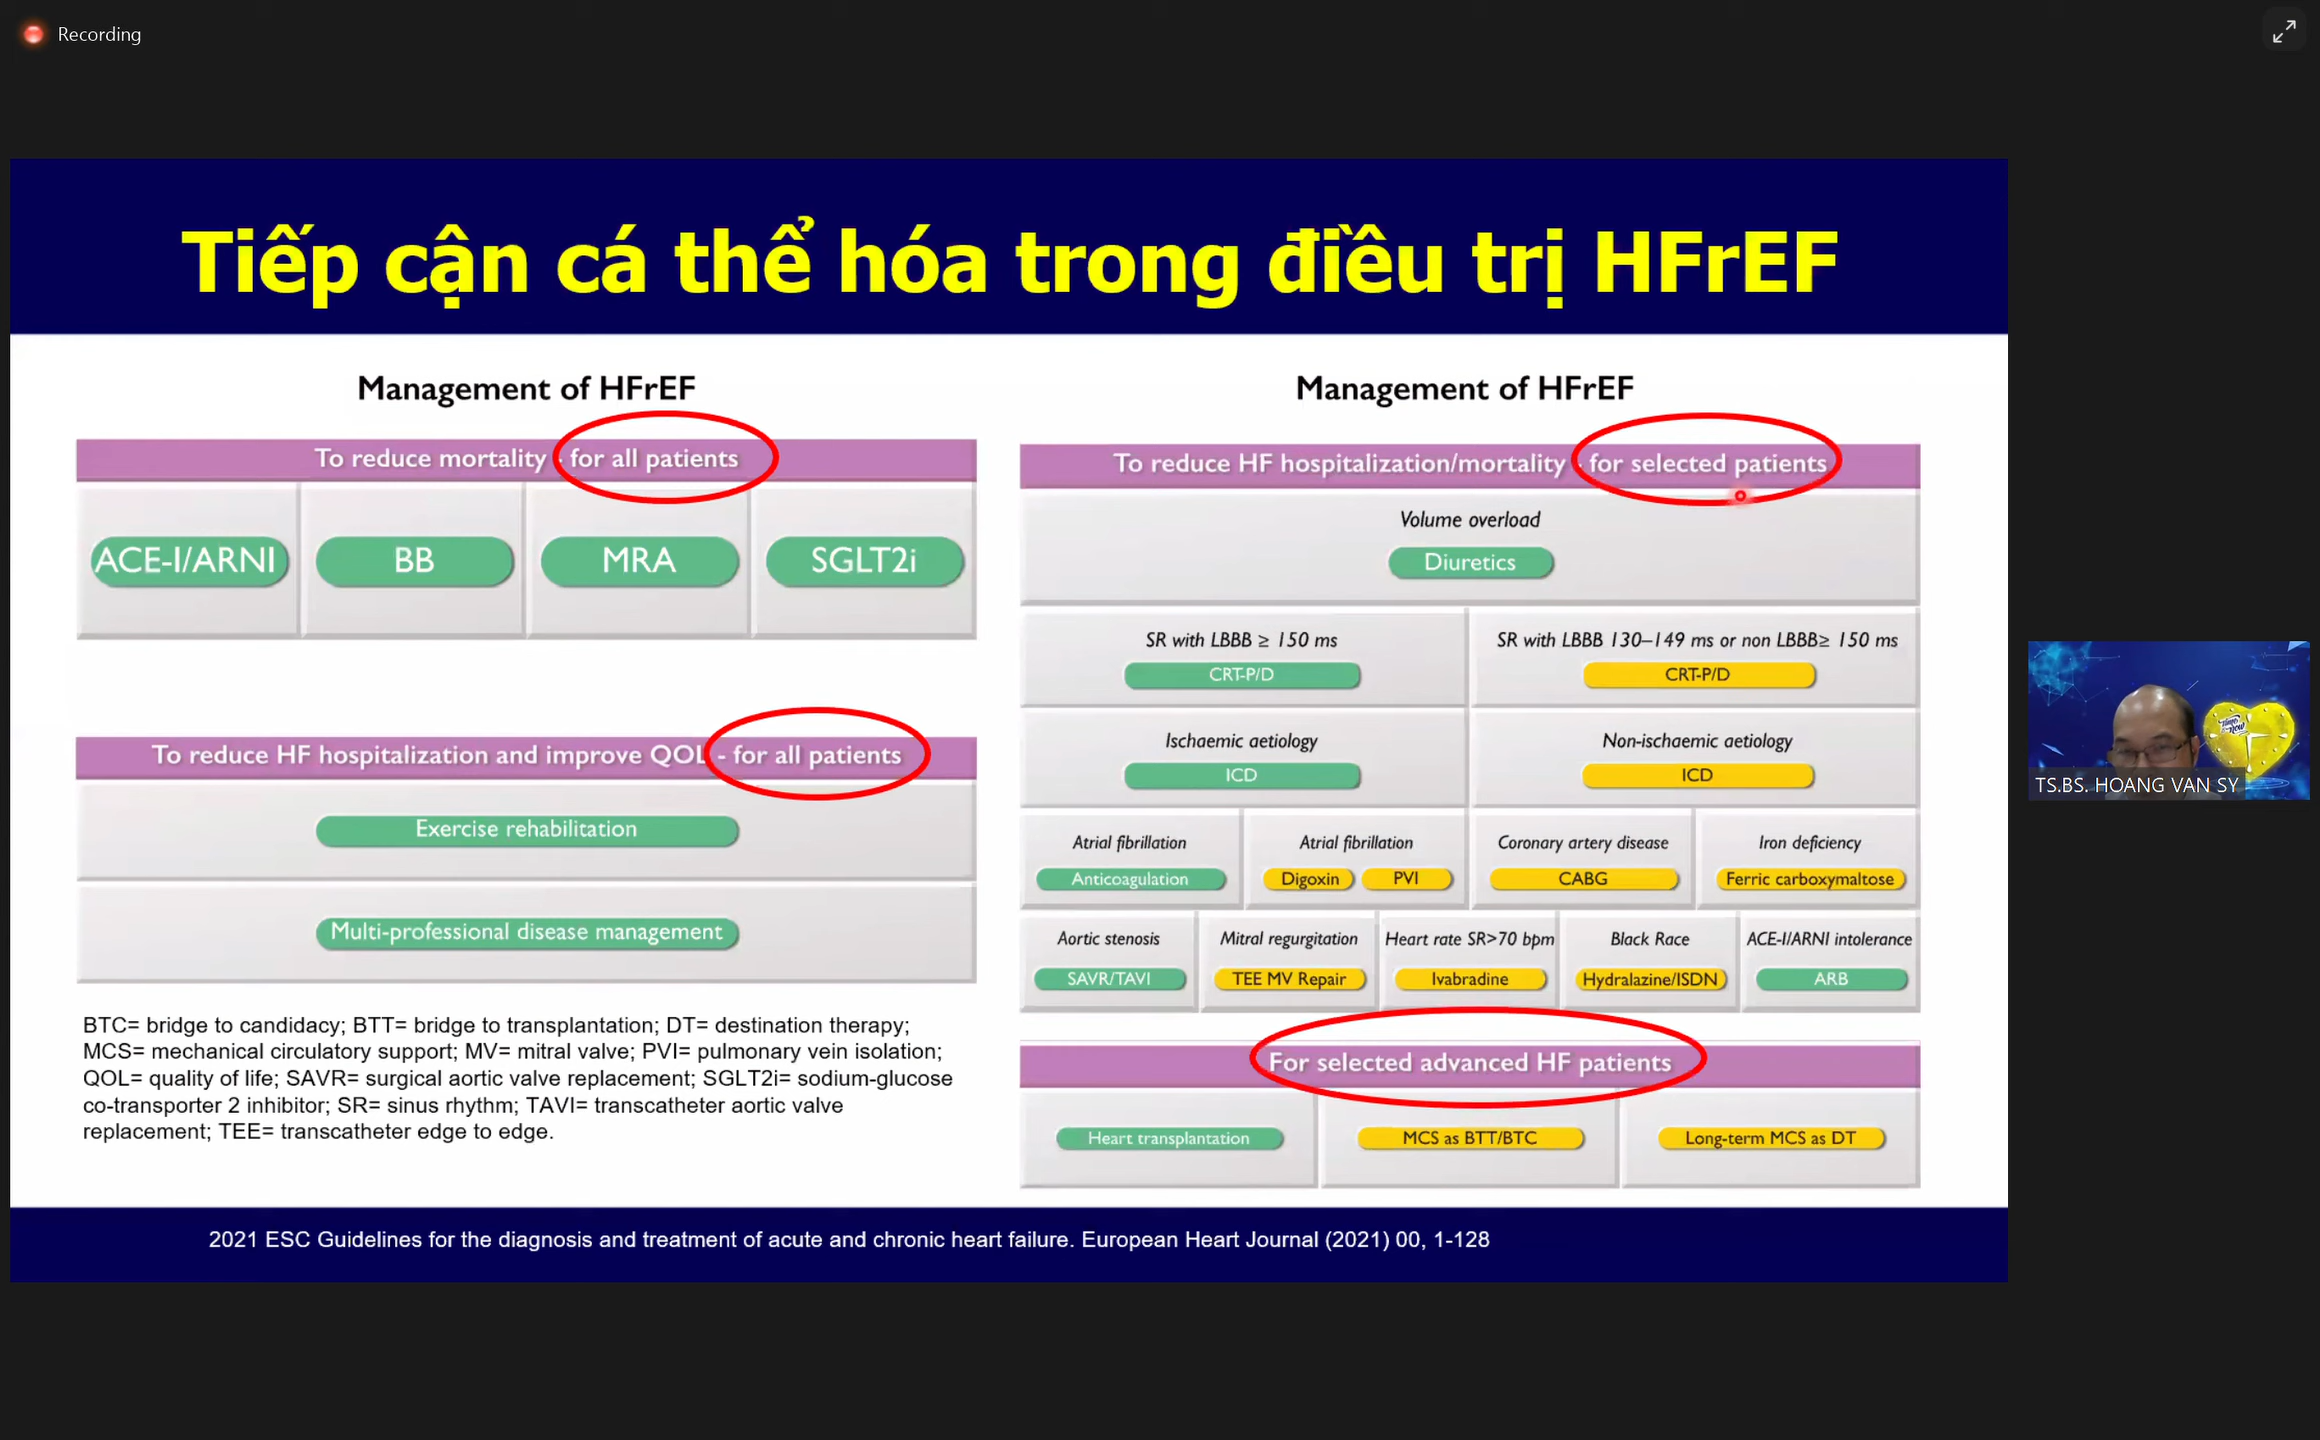 Recording
Tiếp cận cá thể hóa trong điều trị HFrEF
Management of HFrEF
To reduce mortality - for all patients
ACE-I/ARNI
BB
MRA
SGLT2i
To reduce HF hospitalization and improve QOL - for all patients
Exercise rehabilitation
Multi-professional disease management
BTC= bridge to candidacy; BTT= bridge to transplantation; DT= destination therapy;
MCS= mechanical circulatory support; MV= mitral valve; PVI= pulmonary vein isolation;
QOL= quality of life; SAVR= surgical aortic valve replacement; SGLT2i= sodium-glucose
co-transporter 2 inhibitor; SR= sinus rhythm; TAVI= transcatheter aortic valve
replacement; TEE= transcatheter edge to edge.
Management of HFrEF
To reduce HF hospitalization/mortality - for selected patients
Volume overload
Diuretics
SR with LBBB ≥ 150 ms
CRT-P/D
SR with LBBB 130–149 ms or non LBBB≥ 150 ms
CRT-P/D
Ischaemic aetiology
ICD
Non-ischaemic aetiology
ICD
Atrial fibrillation
Anticoagulation
Atrial fibrillation
Digoxin
PVI
Coronary artery disease
CABG
Iron deficiency
Ferric carboxymaltose
Aortic stenosis
SAVR/TAVI
Mitral regurgitation
TEE MV Repair
Heart rate SR>70 bpm
Ivabradine
Black Race
Hydralazine/ISDN
ACE-I/ARNI intolerance
ARB
For selected advanced HF patients
Heart transplantation
MCS as BTT/BTC
Long-term MCS as DT
2021 ESC Guidelines for the diagnosis and treatment of acute and chronic heart failure. European Heart Journal (2021) 00, 1-128
TS.BS. HOANG VAN SY